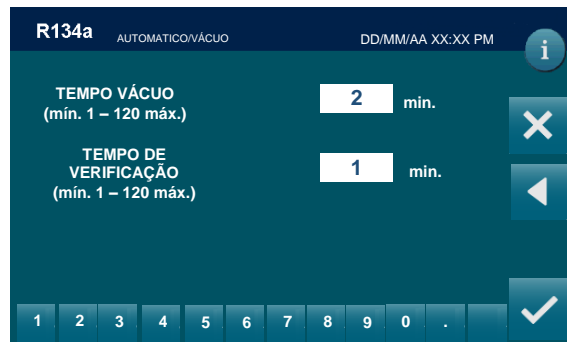 R134a AUTOMATICO/VÁCUO DD/MM/AA XX:XX PM
i
TEMPO VÁCUO 2 min.
(mín. 1 – 120 máx.)
TEMPO DE
VERIFICAÇÃO 1 min.
(mín. 1 – 120 máx.)
1 2 3 4 5 6 7 8 9 0 .